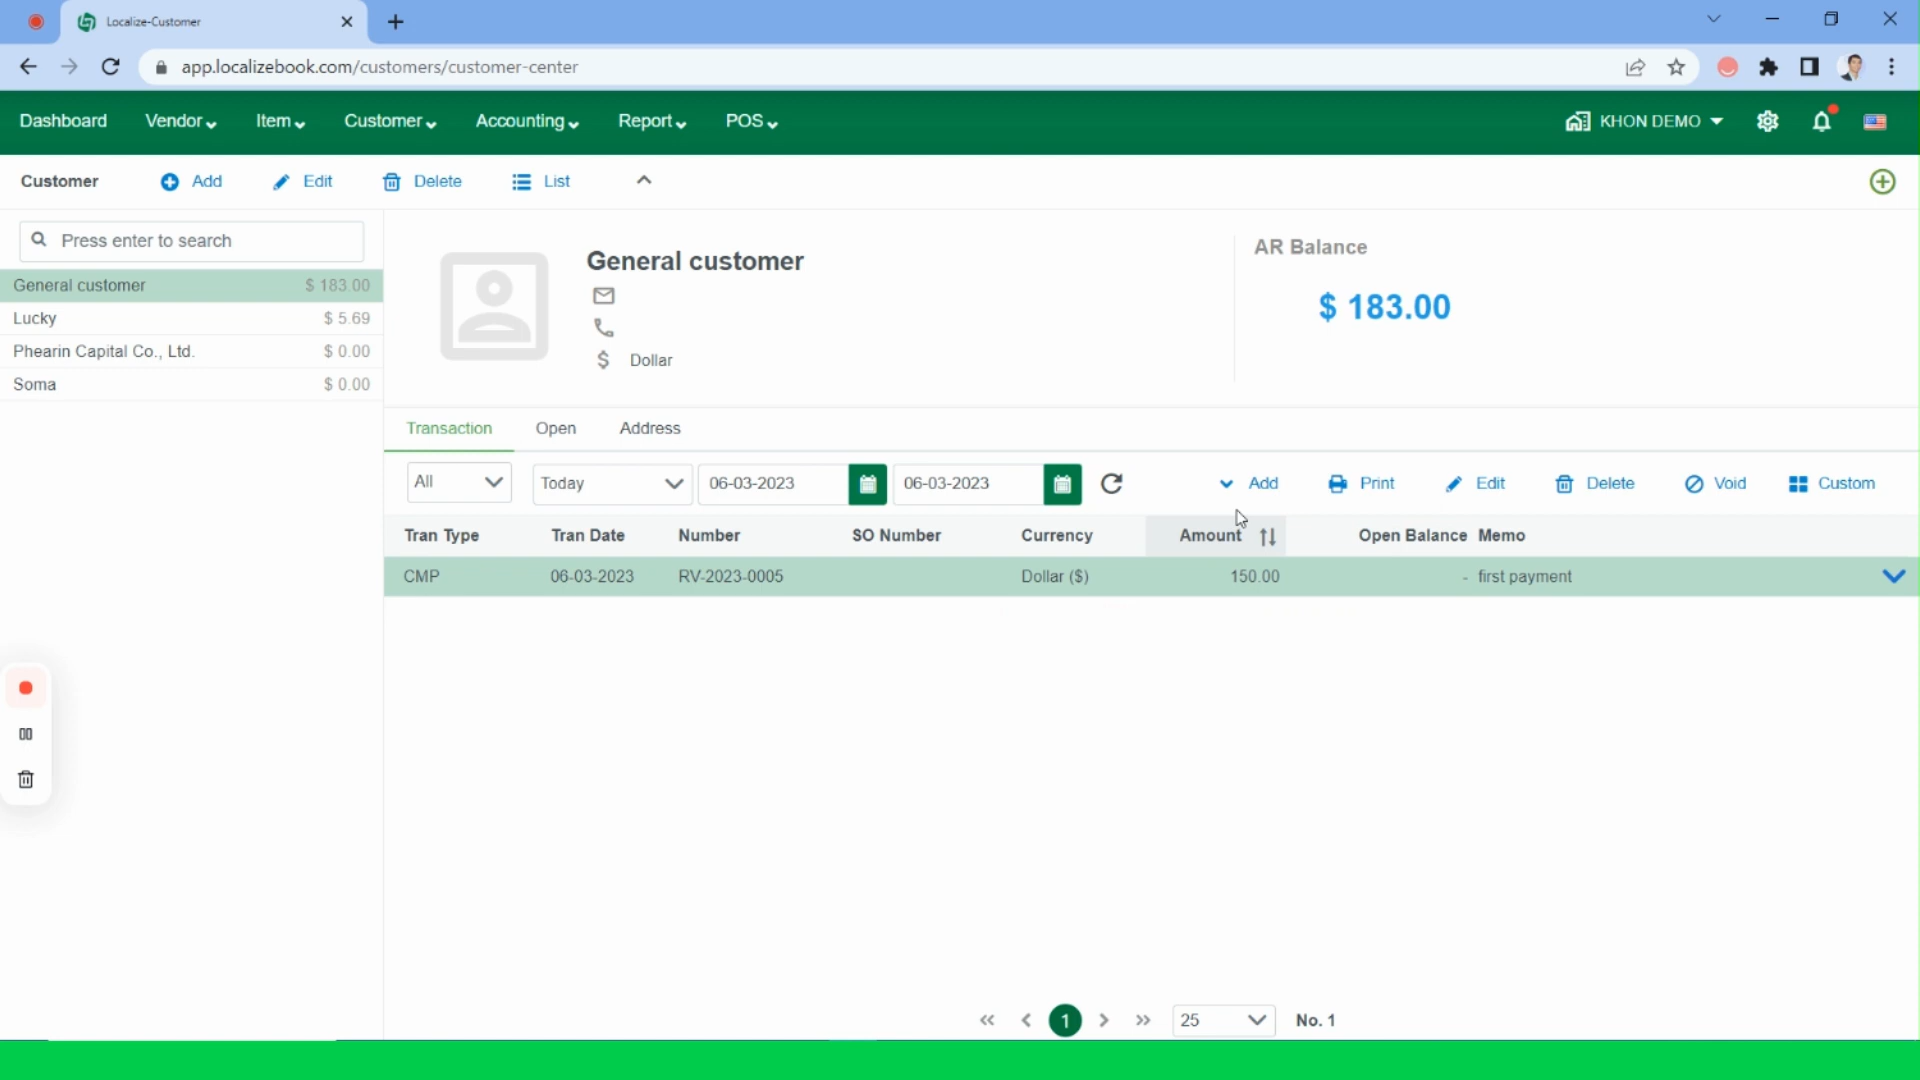 Localize-Customer
app.localizebook.com/customers/customer-center
Dashboard Vendor Item Customer Accounting Report POS KHON DEMO
Customer Add Edit Delete List
Press enter to search
General customer $ 183.00
Lucky $ 5.69
Phearin Capital Co., Ltd. $ 0.00
Soma $ 0.00
General customer
$ Dollar
AR Balance
$ 183.00
Transaction Open Address
All Today 06-03-2023 06-03-2023 Add Print Edit Delete Void Custom
Tran Type Tran Date Number SO Number Currency Amount Open Balance Memo
CMP 06-03-2023 RV-2023-0005 Dollar ($) 150.00 - first payment
« < 1 > » 25 No. 1